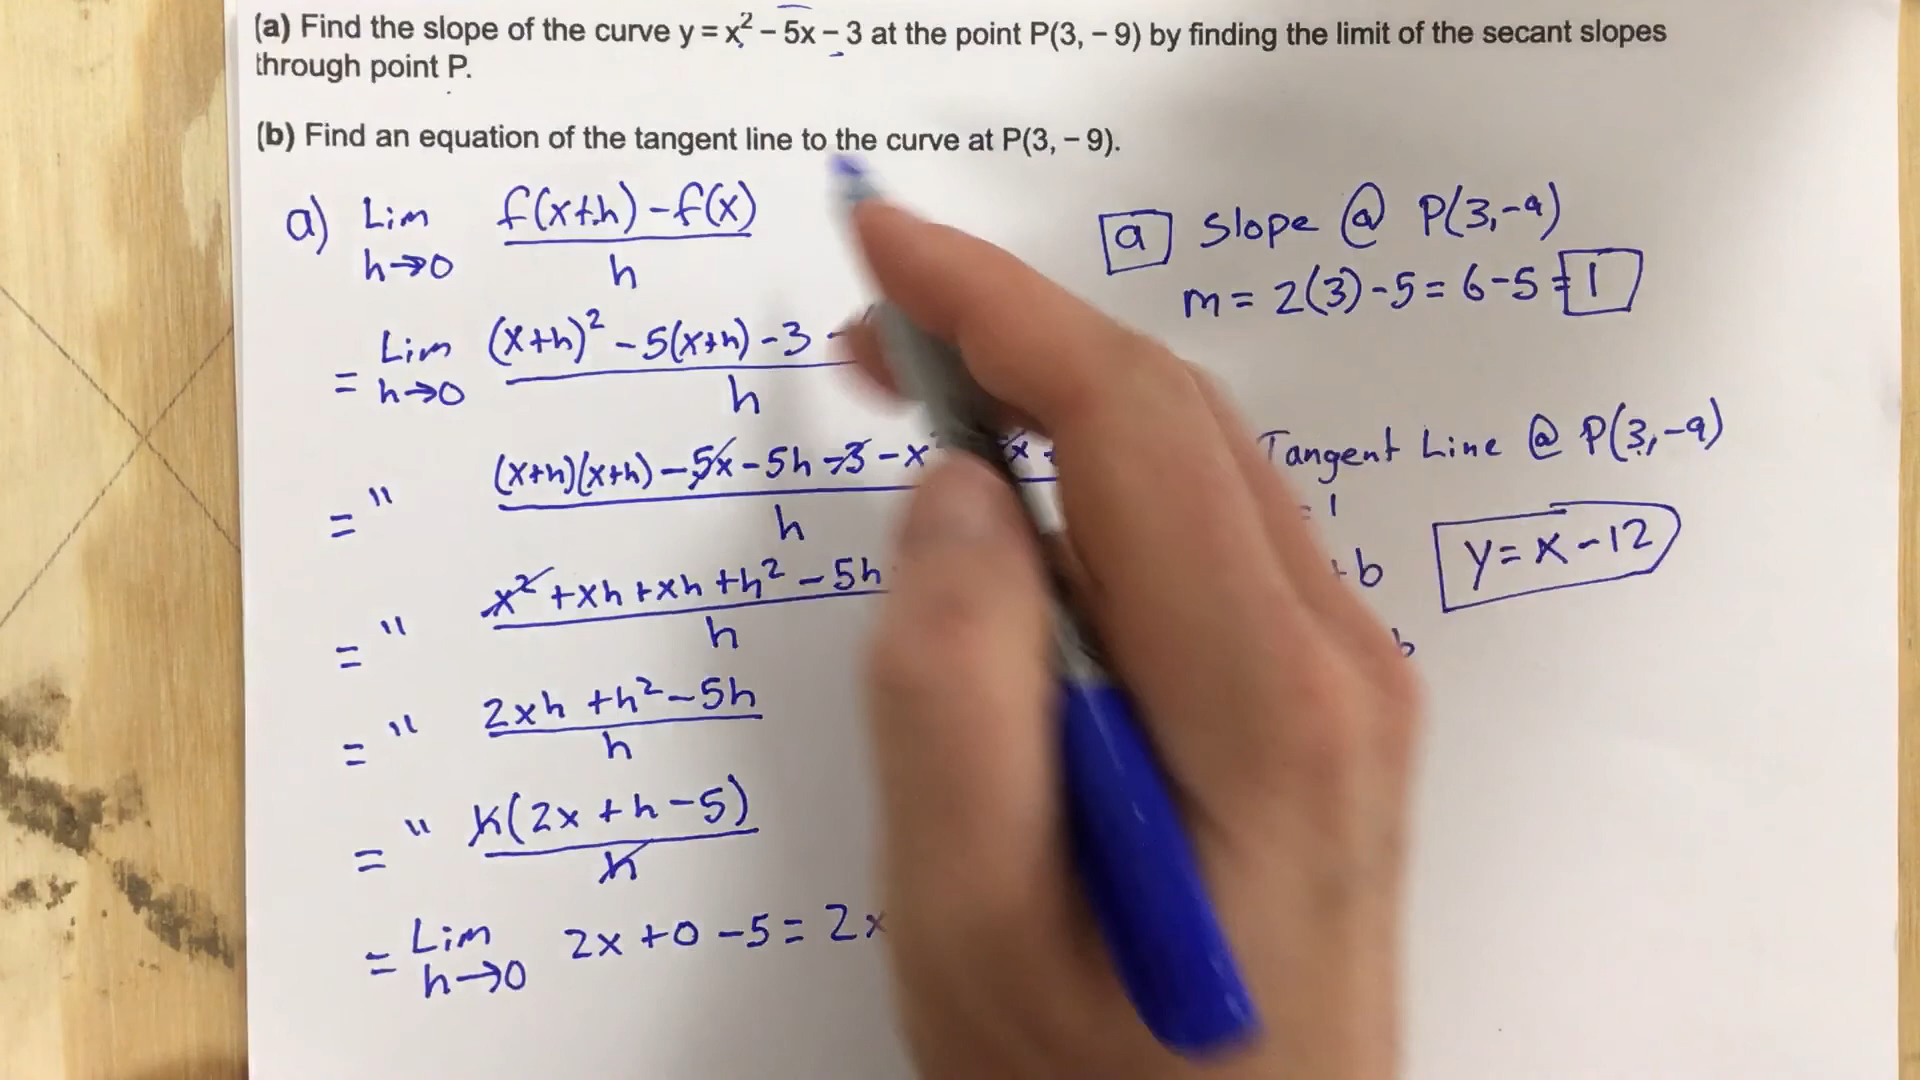 (a) Find the slope of the curve y = x² − 5x − 3 at the point P(3, − 9) by finding the limit of the secant slopes
through point P.
(b) Find an equation of the tangent line to the curve at P(3, − 9).
a) Lim f(x+h) - f(x)
h→0 h
= Lim (x+h)² - 5(x+h) - 3 -
h→0 h
= " (x+h)(x+h) - 5x - 5h - 3 - x
h
= " x² + xh + xh + h² - 5h
h
= " 2xh + h² - 5h
h
= " h(2x + h - 5)
h
= Lim 2x + 0 - 5 = 2x
h→0
a Slope @ P(3,-9)
m = 2(3) - 5 = 6 - 5 = 1
Tangent Line @ P(3,-9)
= 1
+ b
b
y = x - 12